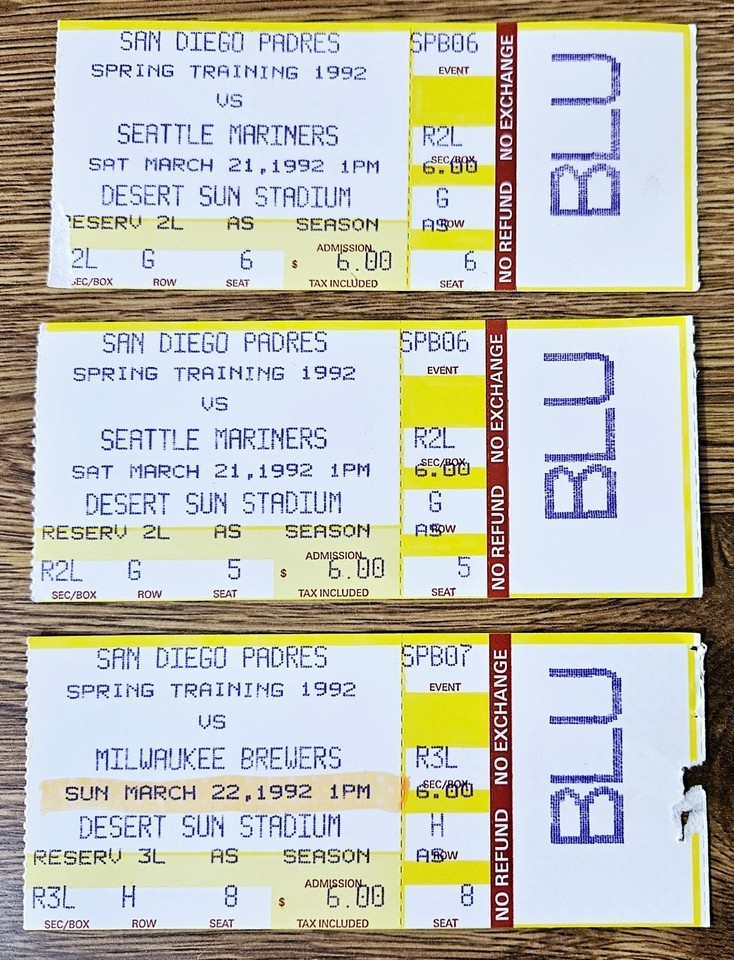 SAN DIEGO PADRES
SPRING TRAINING 1992
VS
SEATTLE MARINERS
SAT MARCH 21,1992 1PM
DESERT SUN STADIUM
RESERV 2L AS SEASON
ADMISSION
2L G 6 $ 6.00
SEC/BOX ROW SEAT TAX INCLUDED
SPB06
EVENT
R2L
SEC/BOX
6.00
G
AS ROW
6
SEAT
NO REFUND NO EXCHANGE
BLU
SAN DIEGO PADRES
SPRING TRAINING 1992
VS
SEATTLE MARINERS
SAT MARCH 21,1992 1PM
DESERT SUN STADIUM
RESERV 2L AS SEASON
ADMISSION
R2L G 5 $ 6.00
SEC/BOX ROW SEAT TAX INCLUDED
SPB06
EVENT
R2L
SEC/BOX
6.00
G
AS ROW
5
SEAT
NO REFUND NO EXCHANGE
BLU
SAN DIEGO PADRES
SPRING TRAINING 1992
VS
MILWAUKEE BREWERS
SUN MARCH 22,1992 1PM
DESERT SUN STADIUM
RESERV 3L AS SEASON
ADMISSION
R3L H 8 $ 6.00
SEC/BOX ROW SEAT TAX INCLUDED
SPB07
EVENT
R3L
SEC/BOX
6.00
H
AS ROW
8
SEAT
NO REFUND NO EXCHANGE
BLU